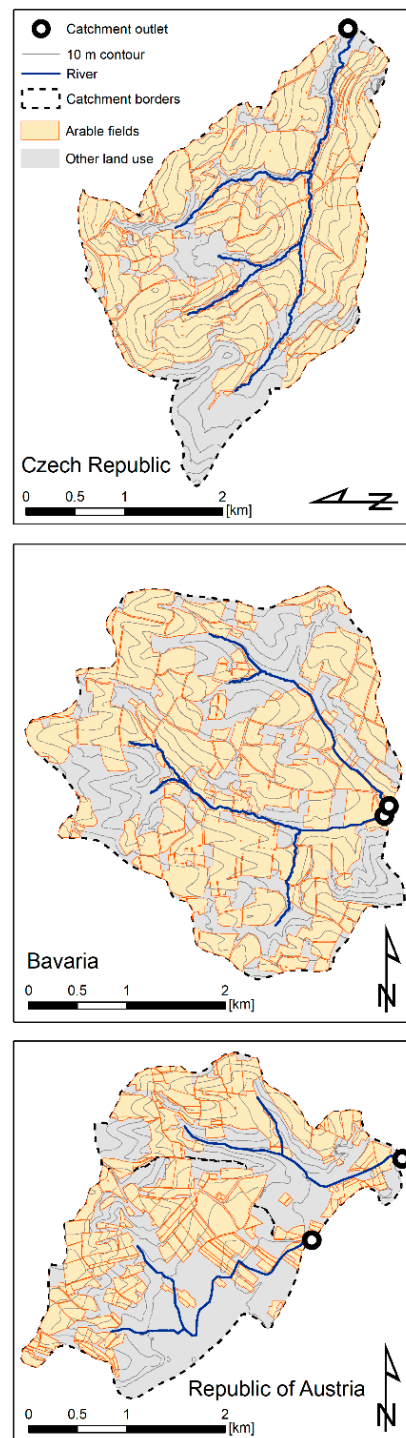 Catchment outlet
10 m contour
River
Catchment borders
Arable fields
Other land use
Czech Republic
0 0.5 1 2
[km]
N
Bavaria
0 0.5 1 2
[km]
N
Republic of Austria
0 0.5 1 2
[km]
N